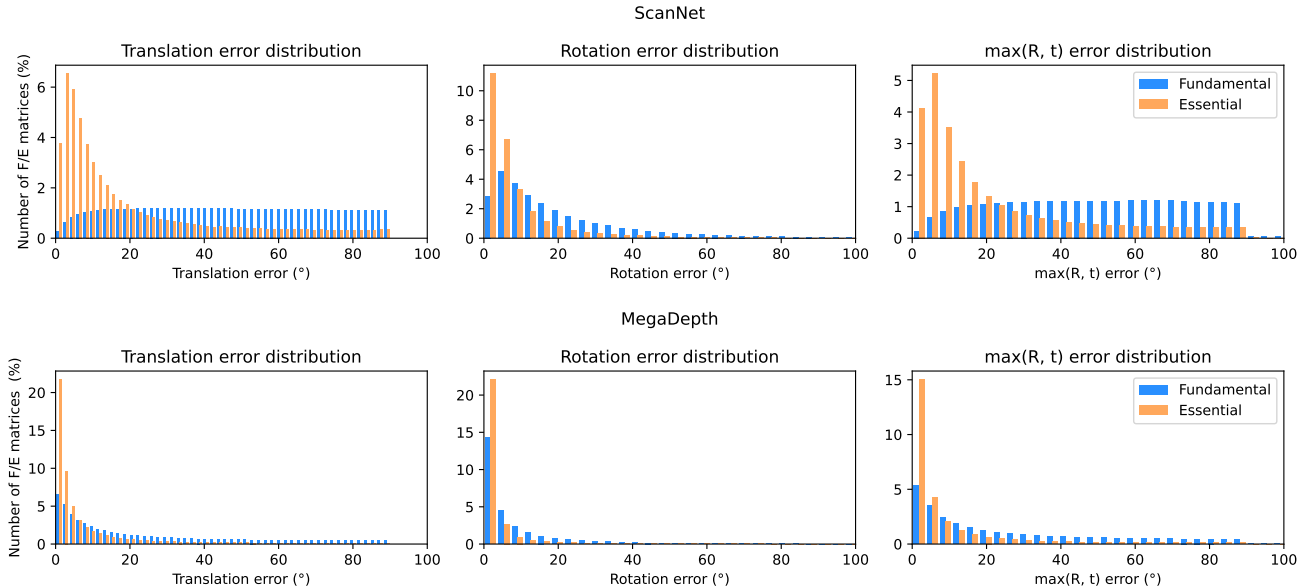 ScanNet
Translation error distribution
Rotation error distribution
max(R, t) error distribution
Number of F/E matrices (%)
6
4
2
0
0 20 40 60 80 100
Translation error (°)
10
8
6
4
2
0
0 20 40 60 80 100
Rotation error (°)
5
4
3
2
1
0
Fundamental
Essential
0 20 40 60 80 100
max(R, t) error (°)
MegaDepth
Translation error distribution
Rotation error distribution
max(R, t) error distribution
Number of F/E matrices (%)
20
15
10
5
0
0 20 40 60 80 100
Translation error (°)
20
15
10
5
0
0 20 40 60 80 100
Rotation error (°)
15
10
5
0
Fundamental
Essential
0 20 40 60 80 100
max(R, t) error (°)